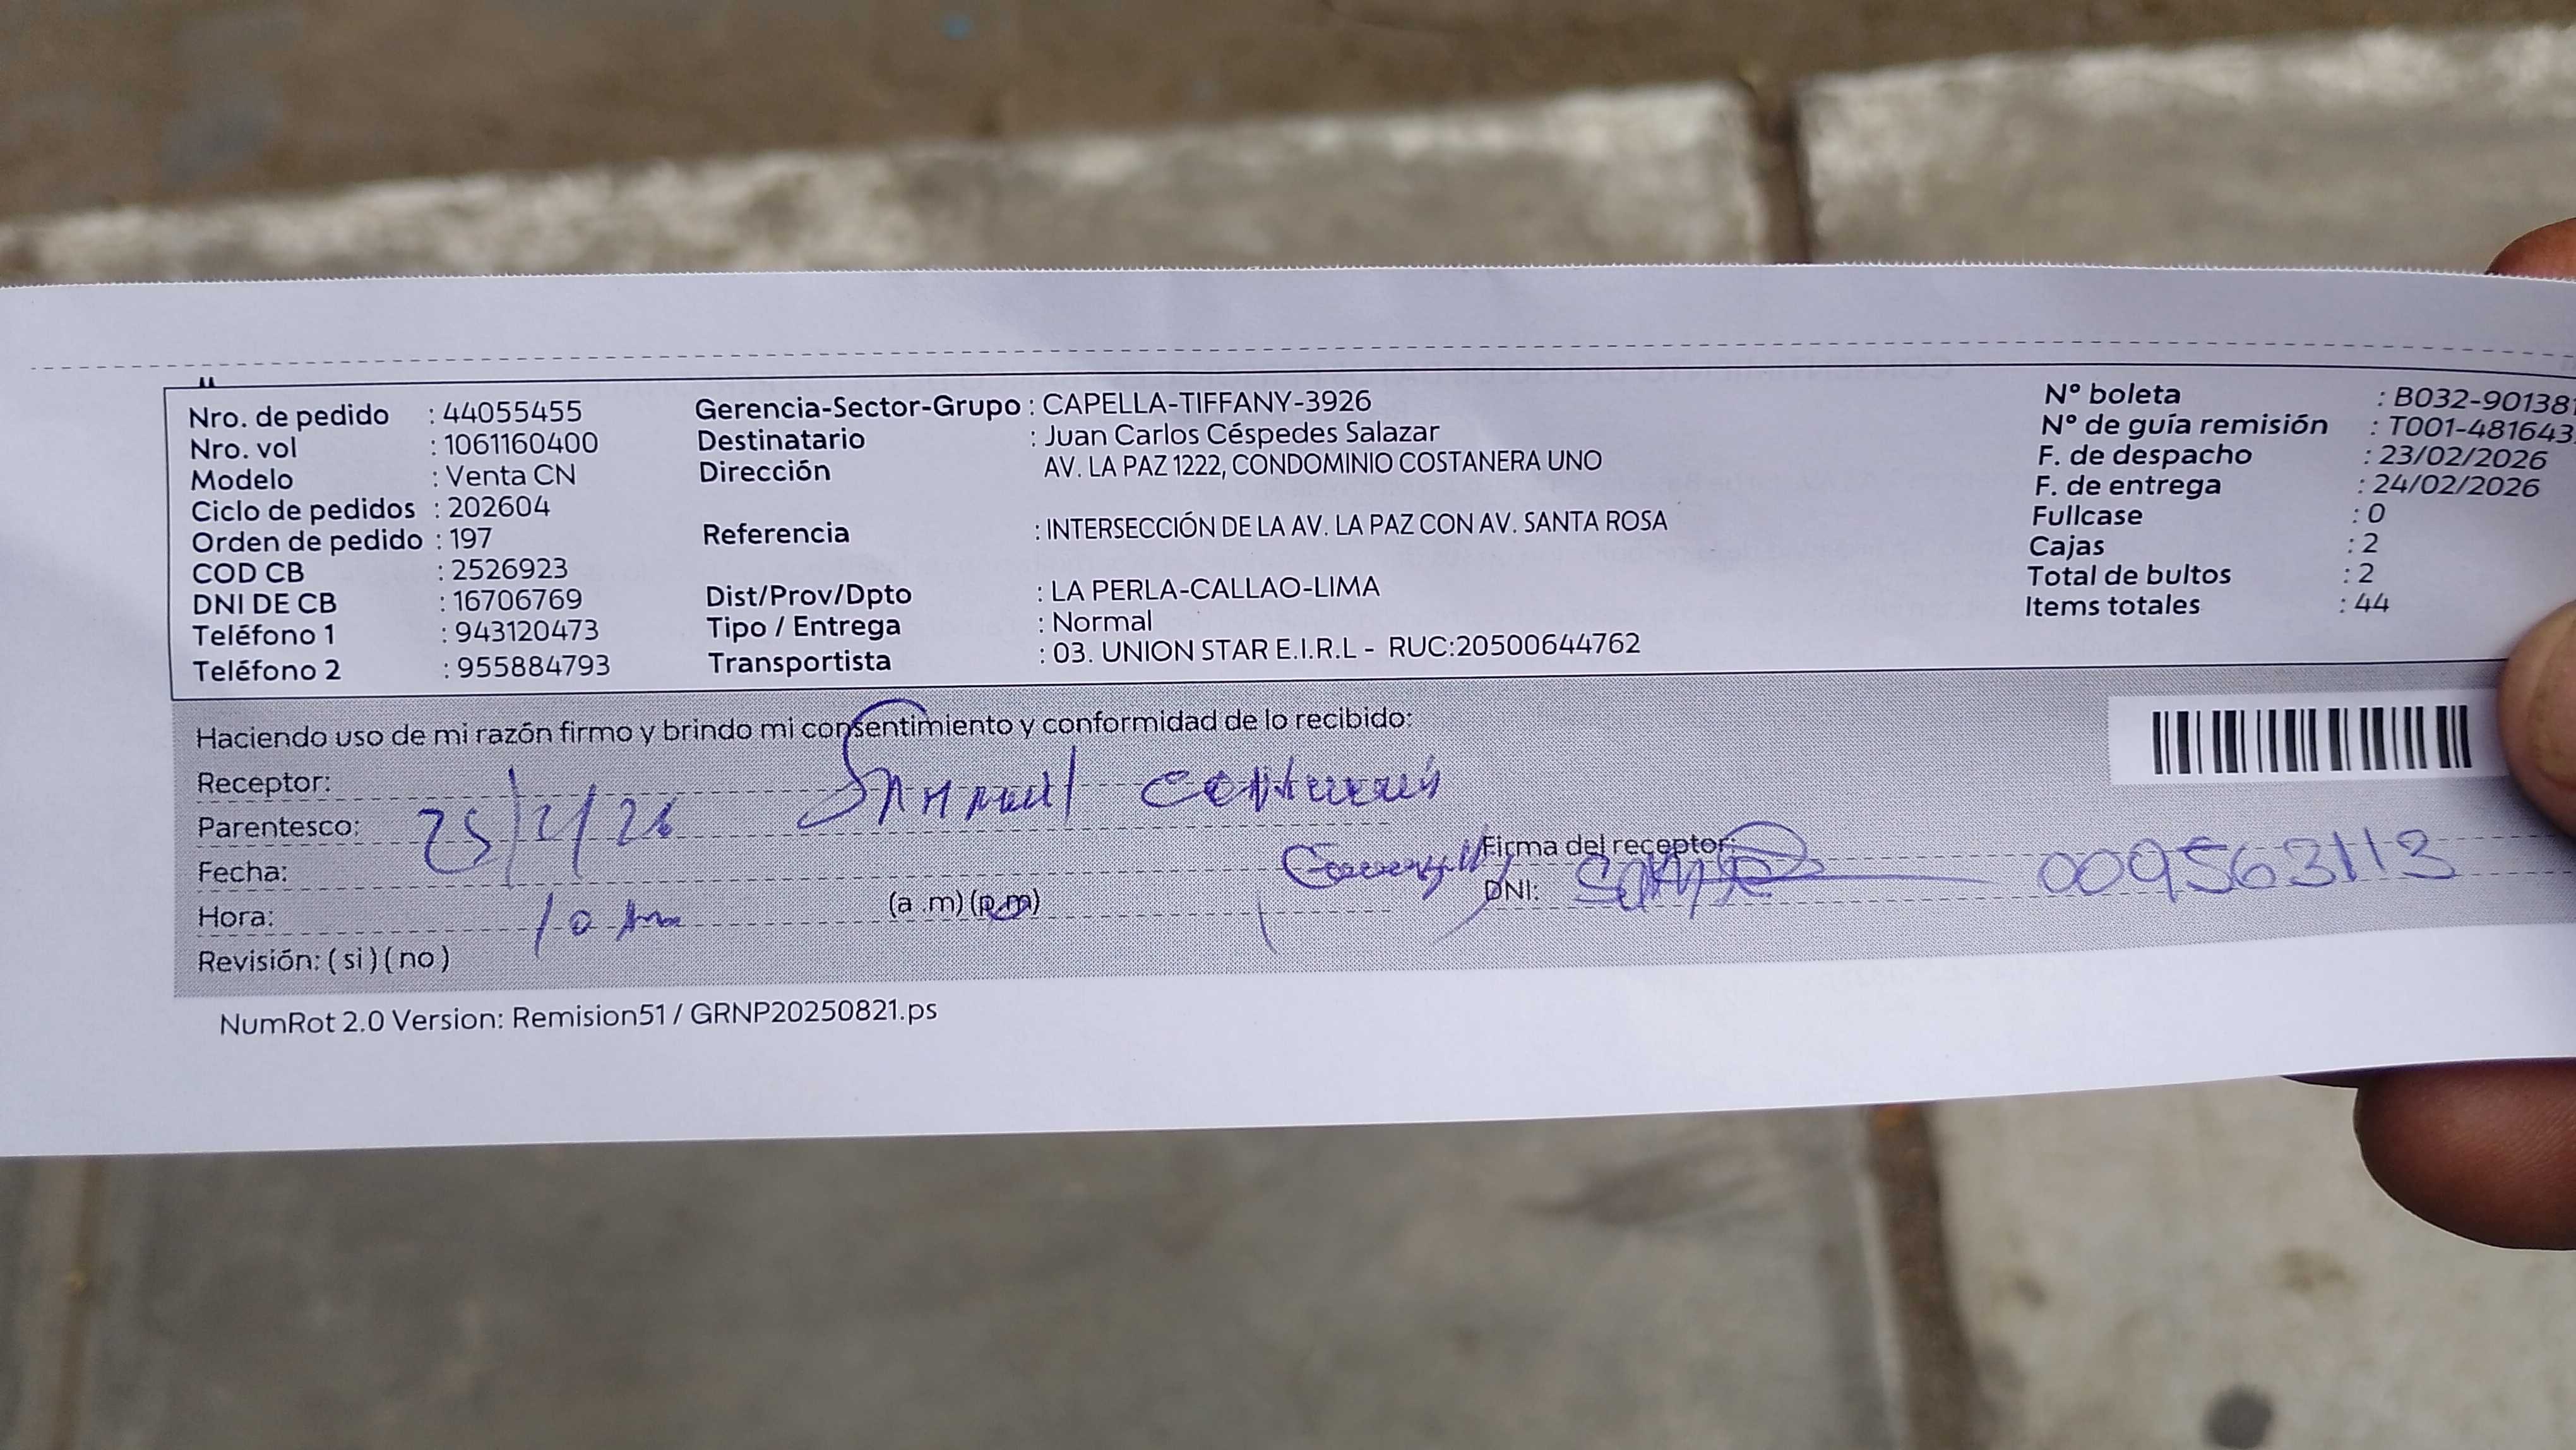 Nro. de pedido : 44055455
Nro. vol : 1061160400
Modelo : Venta CN
Ciclo de pedidos : 202604
Orden de pedido : 197
COD CB : 2526923
DNI DE CB : 16706769
Teléfono 1 : 943120473
Teléfono 2 : 955884793
Gerencia-Sector-Grupo : CAPELLA-TIFFANY-3926
Destinatario : Juan Carlos Céspedes Salazar
Dirección AV. LA PAZ 1222, CONDOMINIO COSTANERA UNO
Referencia : INTERSECCIÓN DE LA AV. LA PAZ CON AV. SANTA ROSA
Dist/Prov/Dpto : LA PERLA-CALLAO-LIMA
Tipo / Entrega : Normal
Transportista : 03. UNION STAR E.I.R.L - RUC:20500644762
N° boleta : B032-90138
N° de guía remisión : T001-481643
F. de despacho : 23/02/2026
F. de entrega : 24/02/2026
Fullcase : 0
Cajas : 2
Total de bultos : 2
Items totales : 44
Haciendo uso de mi razón firmo y brindo mi consentimiento y conformidad de lo recibido:
Receptor:
Parentesco: 25/2/26
Fecha:
Hora: 10 (a .m) (p.m)
Revisión: ( si ) ( no )
Firma del receptor:
DNI: 009563113
NumRot 2.0 Version: Remision51 / GRNP20250821.ps